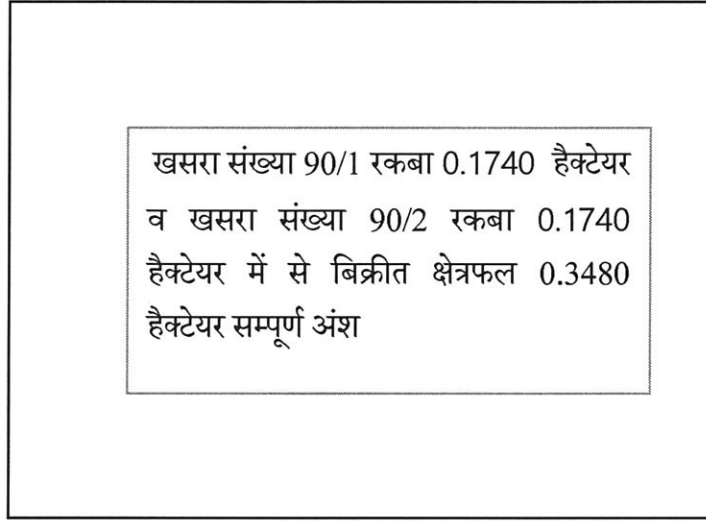 खसरा संख्या 90/1 रकबा 0.1740 हैक्टेयर
व खसरा संख्या 90/2 रकबा 0.1740
हैक्टेयर में से बिक्रीत क्षेत्रफल 0.3480
हैक्टेयर सम्पूर्ण अंश